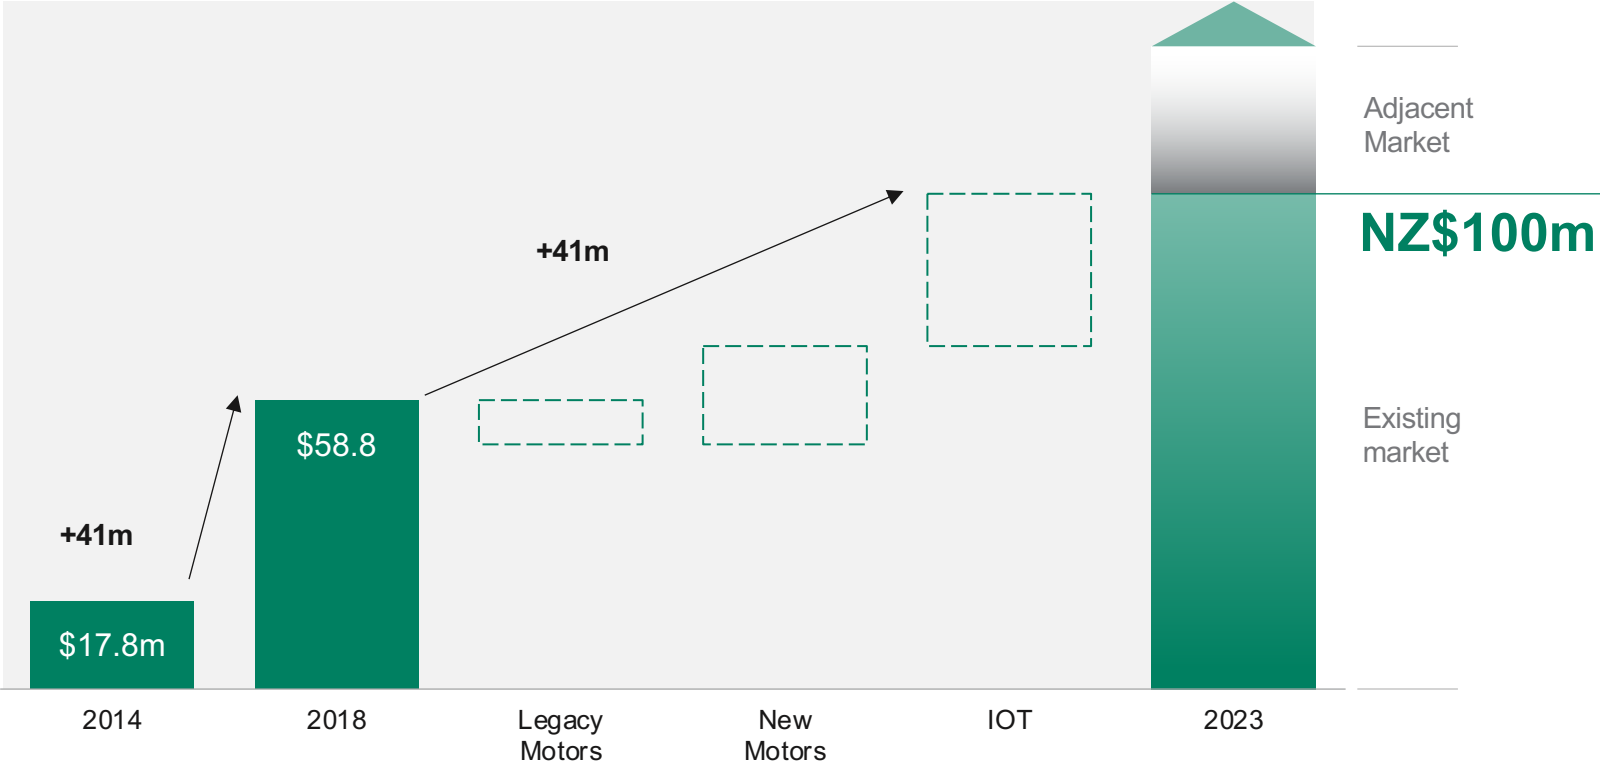 Adjacent
Market
NZ$100m
+41m
Existing
market
$58.8
+41m
$17.8m
2014
2018
Legacy
Motors
New
Motors
IOT
2023